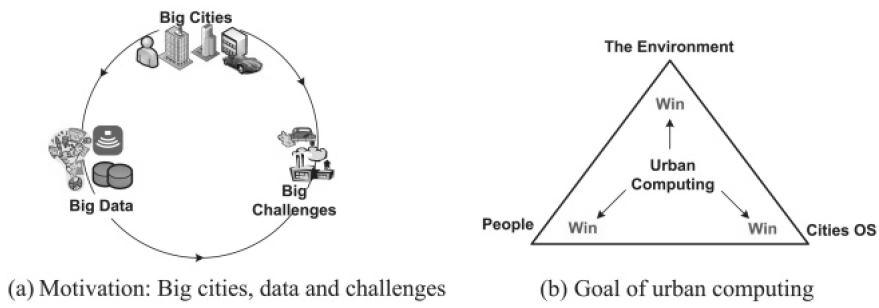 Big Cities
Big Data
Big
Challenges
(a) Motivation: Big cities, data and challenges
The Environment
Win
Urban
Computing
People
Win
Win
Cities OS
(b) Goal of urban computing